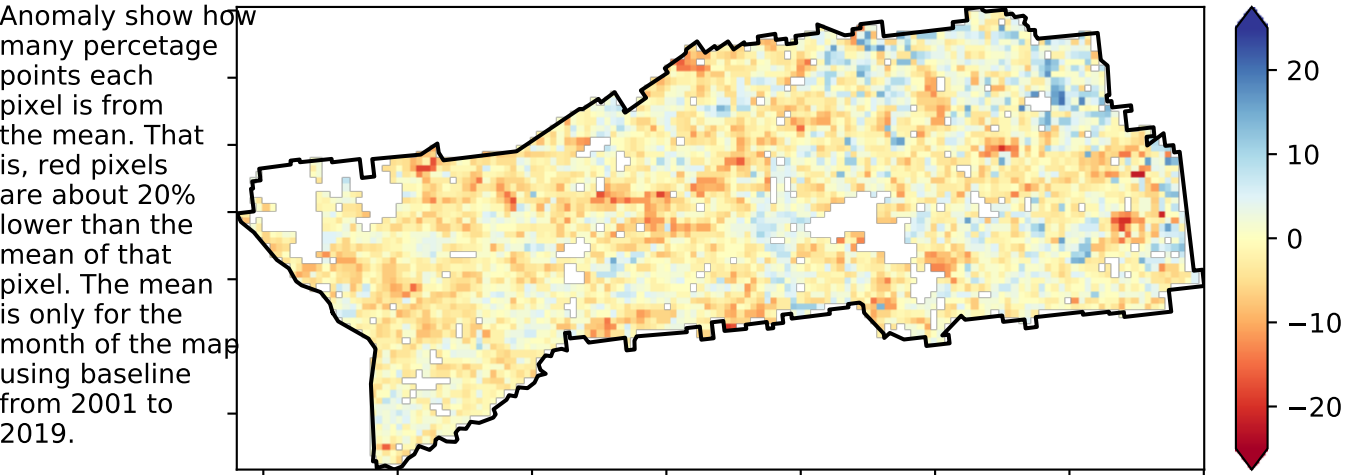 Anomaly show how
many percetage
points each
pixel is from
the mean. That
is, red pixels
are about 20%
lower than the
mean of that
pixel. The mean
is only for the
month of the map
using baseline
from 2001 to
2019.
20
10
0
−10
−20